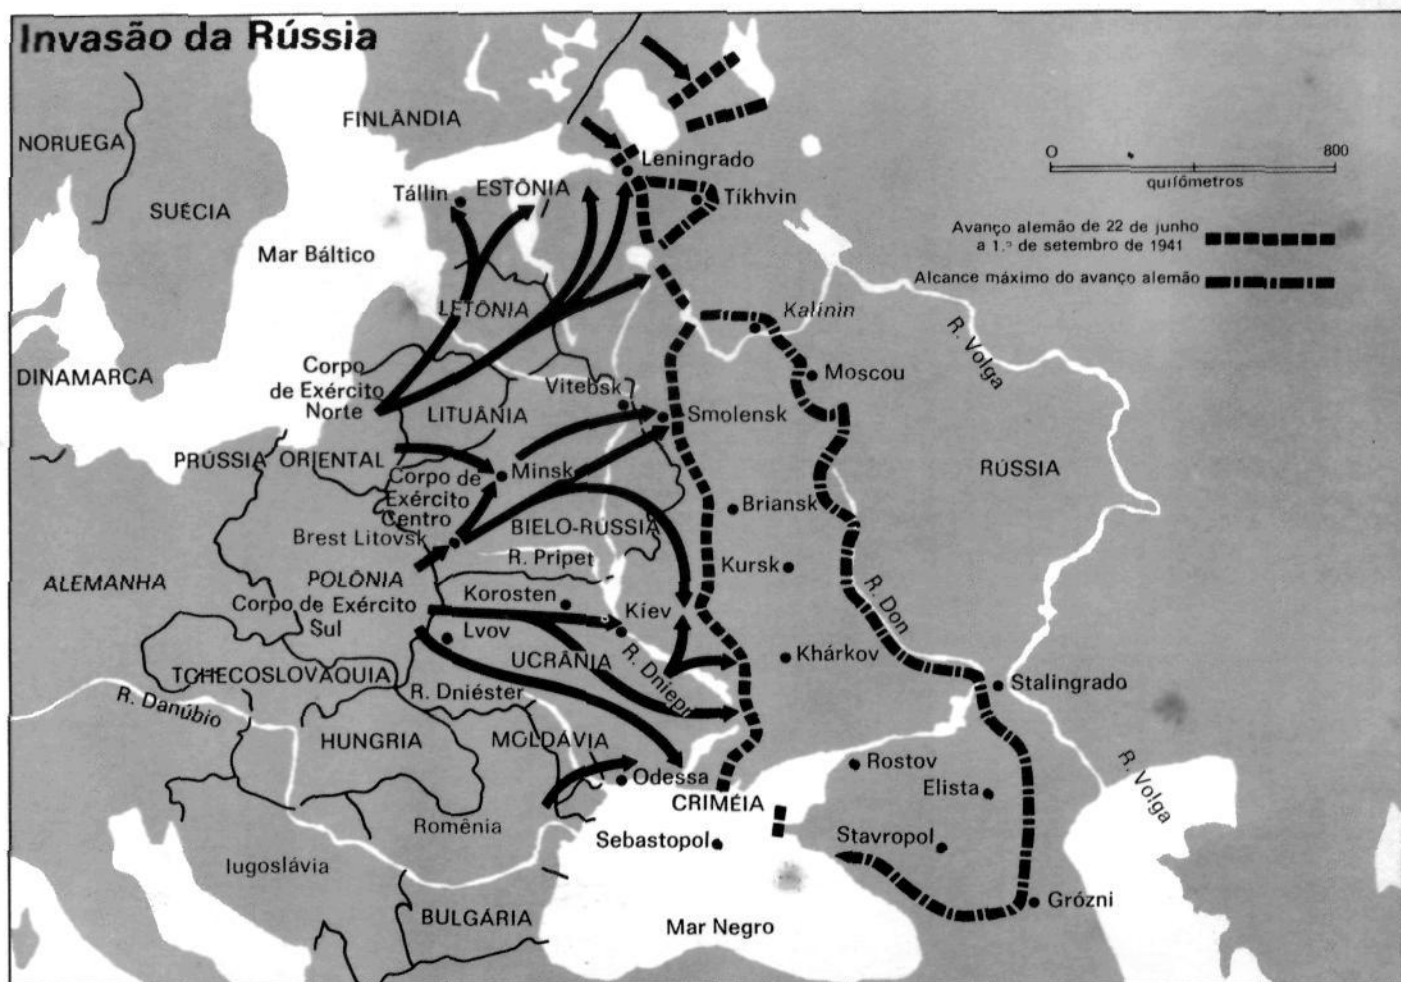 Invasão da Rússia
FINLÂNDIA
NORUEGA
SUÉCIA
Leningrado
Tíkhvin
ESTÔNIA
Tállin
Mar Báltico
O
800
quilômetros
Avanço alemão de 22 de junho
a 1.º de setembro de 1941
Alcance máximo do avanço alemão
LETÔNIA
Kalínin
R. Volga
DINAMARCA
Corpo
de Exército
Norte
Moscou
LITUÂNIA
Vitebsk
Smolensk
PRÚSSIA ORIENTAL
Minsk
RÚSSIA
Corpo de
Exército
Centro
Briansk
BIELO-RÚSSIA
Brest Litovsk
R. Pripet
Kursk
ALEMANHA
POLÔNIA
Corpo de Exército
Sul
Korosten
Kíev
R. Don
Lvov
UCRÂNIA
R. Dniepr
Khárkov
TCHECOSLOVÁQUIA
R. Dniéster
Stalingrado
R. Danúbio
HUNGRIA
MOLDÁVIA
Odessa
Rostov
Elista
R. Volga
CRIMÉIA
Romênia
Sebastopol
Stavropol
Iugoslávia
Grózni
BULGÁRIA
Mar Negro